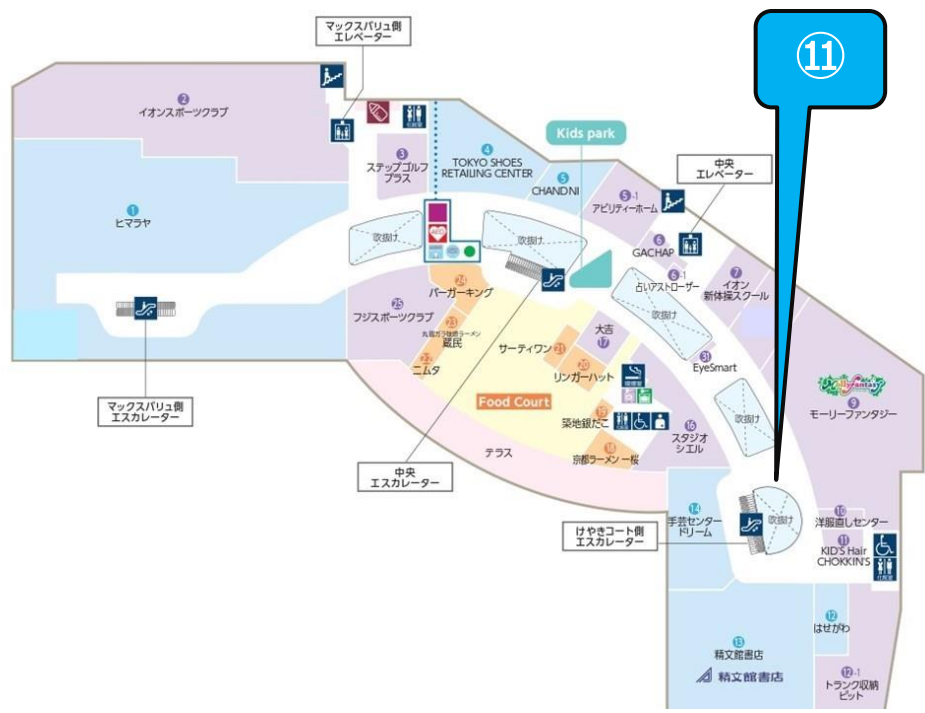 マックスバリュ側
エレベーター
⑪
2
イオンスポーツクラブ
Kids park
3
ステップゴルフ
プラス
4
TOKYO SHOES
RETAILING CENTER
5
CHANDNI
中央
エレベーター
5-1
アビリティーホーム
1
ヒマラヤ
吹抜け
AED
吹抜け
6
GACHAP
6-1
占いアストローザー
7
イオン
新体操スクール
24
バーガーキング
吹抜け
25
フジスポーツクラブ
23
蔵民
22
ニムタ
大吉
17
サーティワン
21
20
リンガーハット
31
EyeSmart
Food Court
喫煙室
MollyFantasy
9
モーリーファンタジー
マックスバリュ側
エスカレーター
19
築地銀だこ
16
スタジオ
シエル
吹抜け
テラス
18
京都ラーメン一桜
中央
エスカレーター
けやきコート側
エスカレーター
14
手芸センター
ドリーム
吹抜け
10
洋服直しセンター
11
KID'S Hair
CHOKKIN'S
化粧室
12
はせがわ
13
精文館書店
精文館書店
12-1
トランク収納
ピット